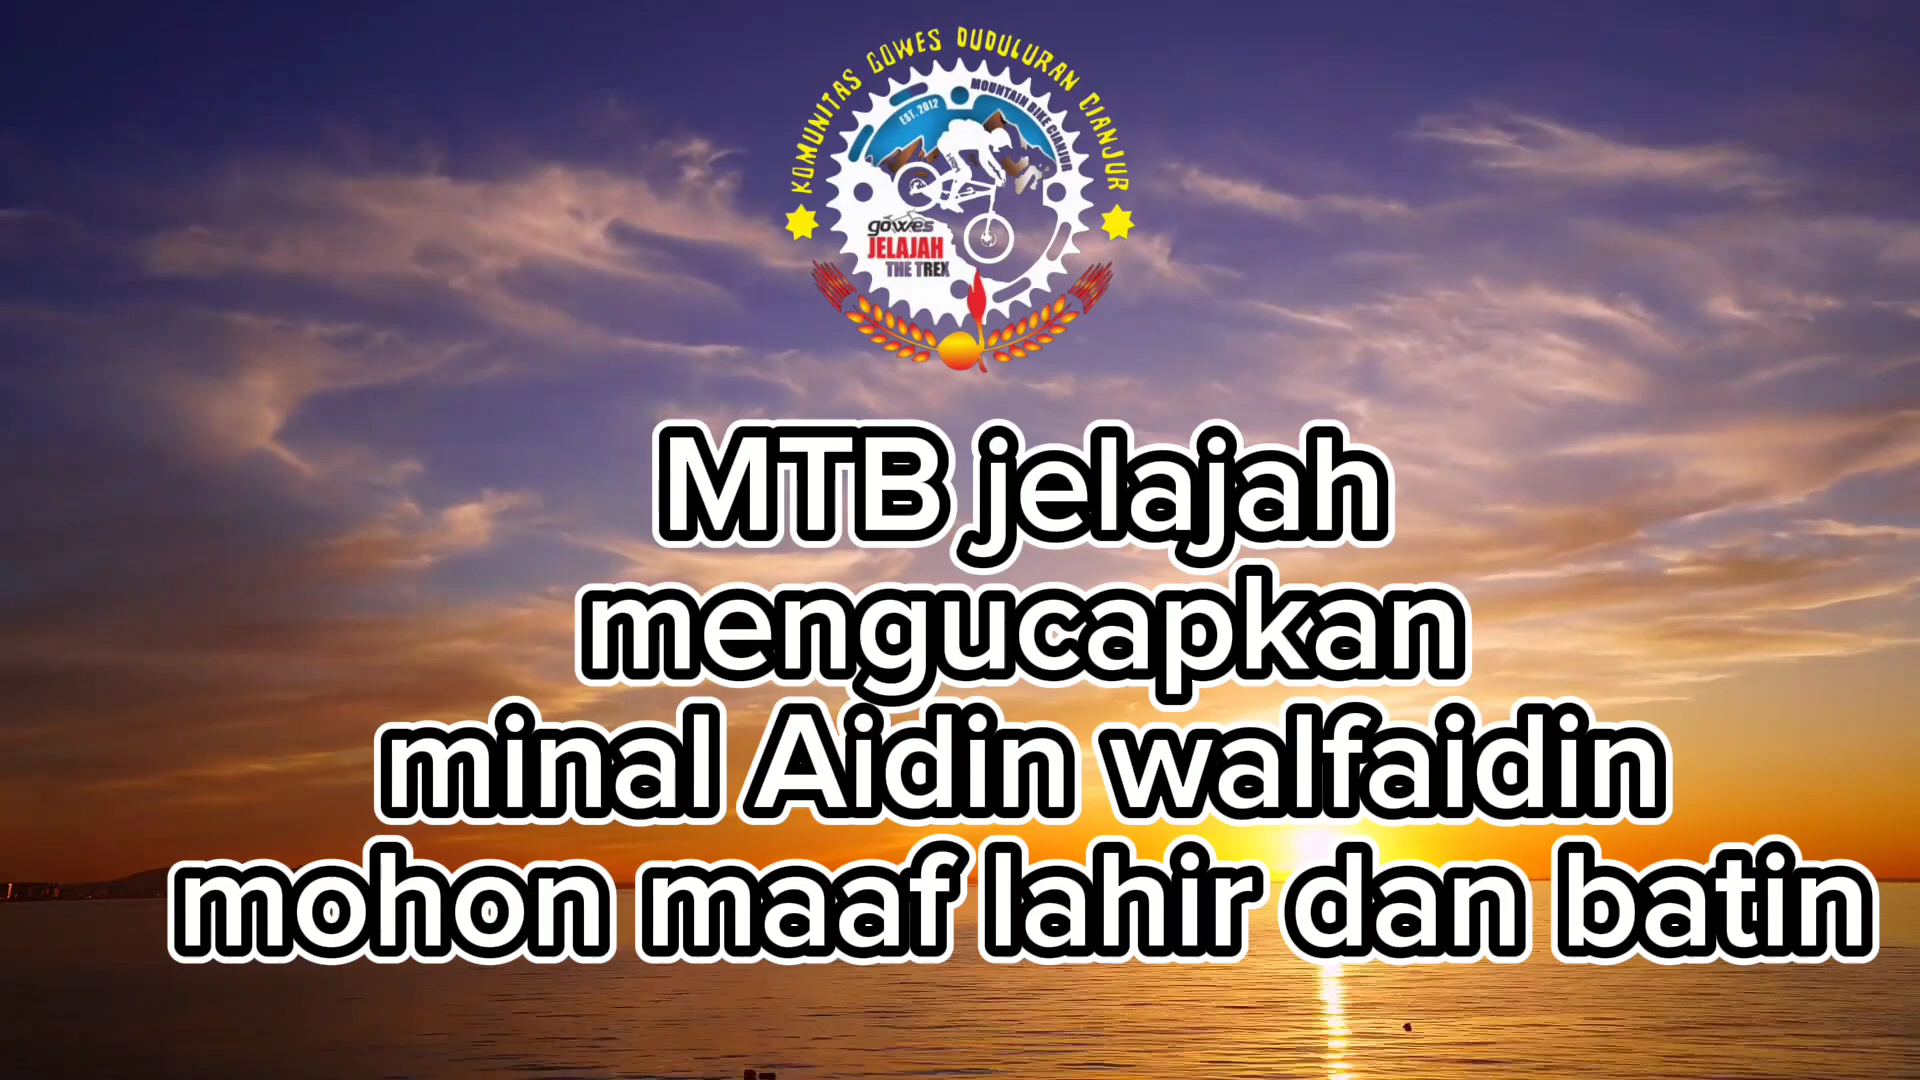 KOMUNITAS GOWES DUDULURAN CIANJUR
EST. 2012
MOUNTAIN BIKE CIANJUR
gowes
JELAJAH
THE TREX
MTB jelajah
mengucapkan
minal Aidin walfaidin
mohon maaf lahir dan batin